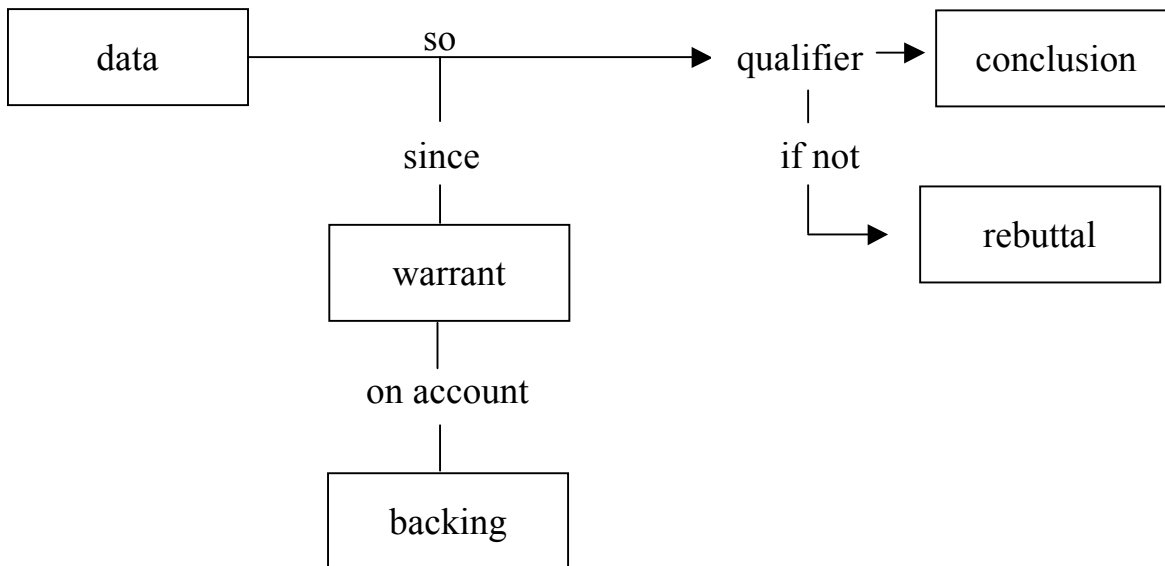 so
data
qualifier
conclusion
since
if not
rebuttal
warrant
on account
backing